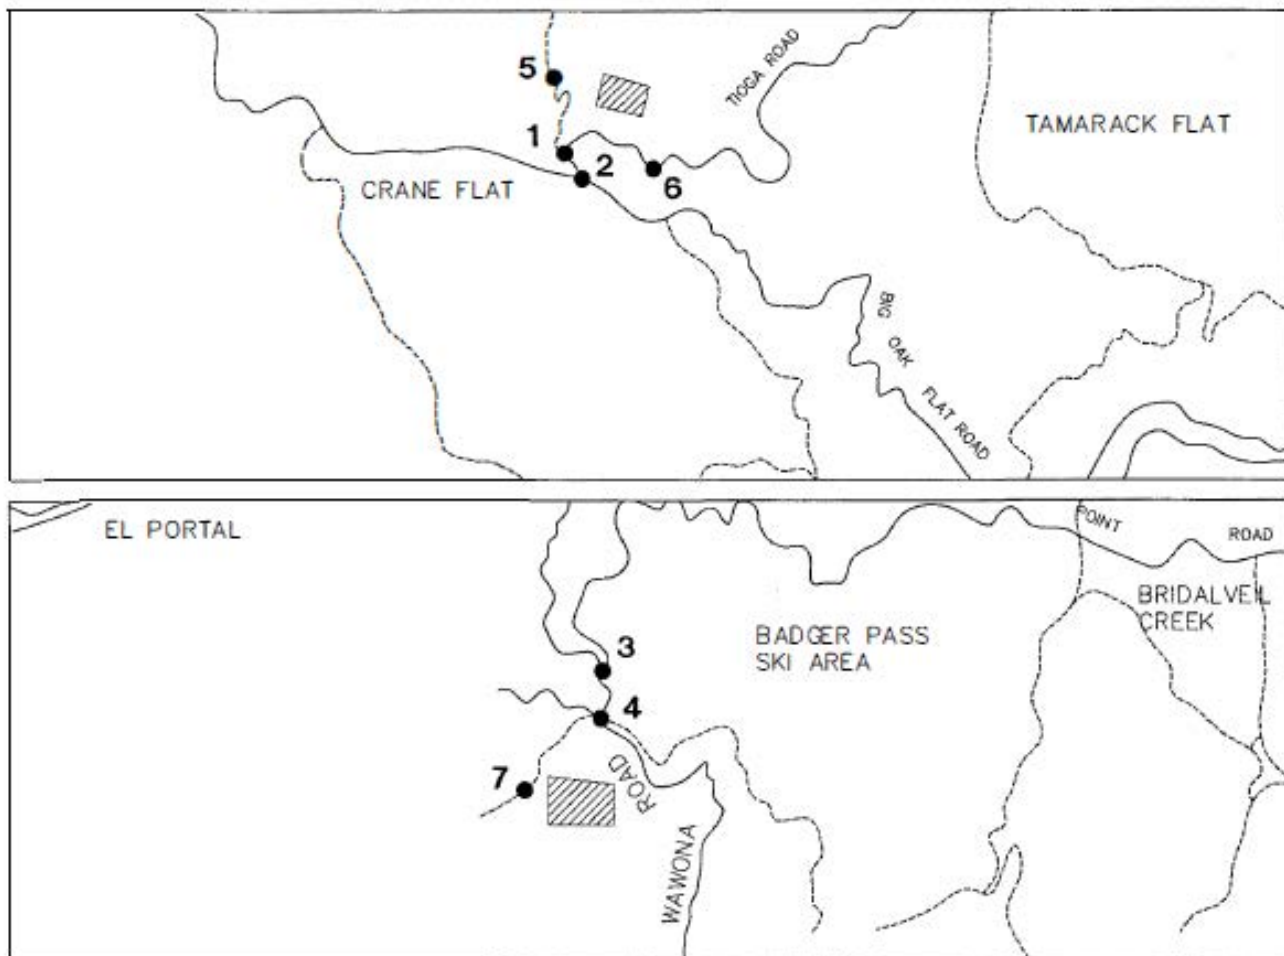 5
TIOGA ROAD
TAMARACK FLAT
1
2
6
CRANE FLAT
BIG OAK FLAT ROAD
EL PORTAL
POINT ROAD
BRIDALVEIL
CREEK
BADGER PASS
SKI AREA
3
4
7
WAWONA ROAD